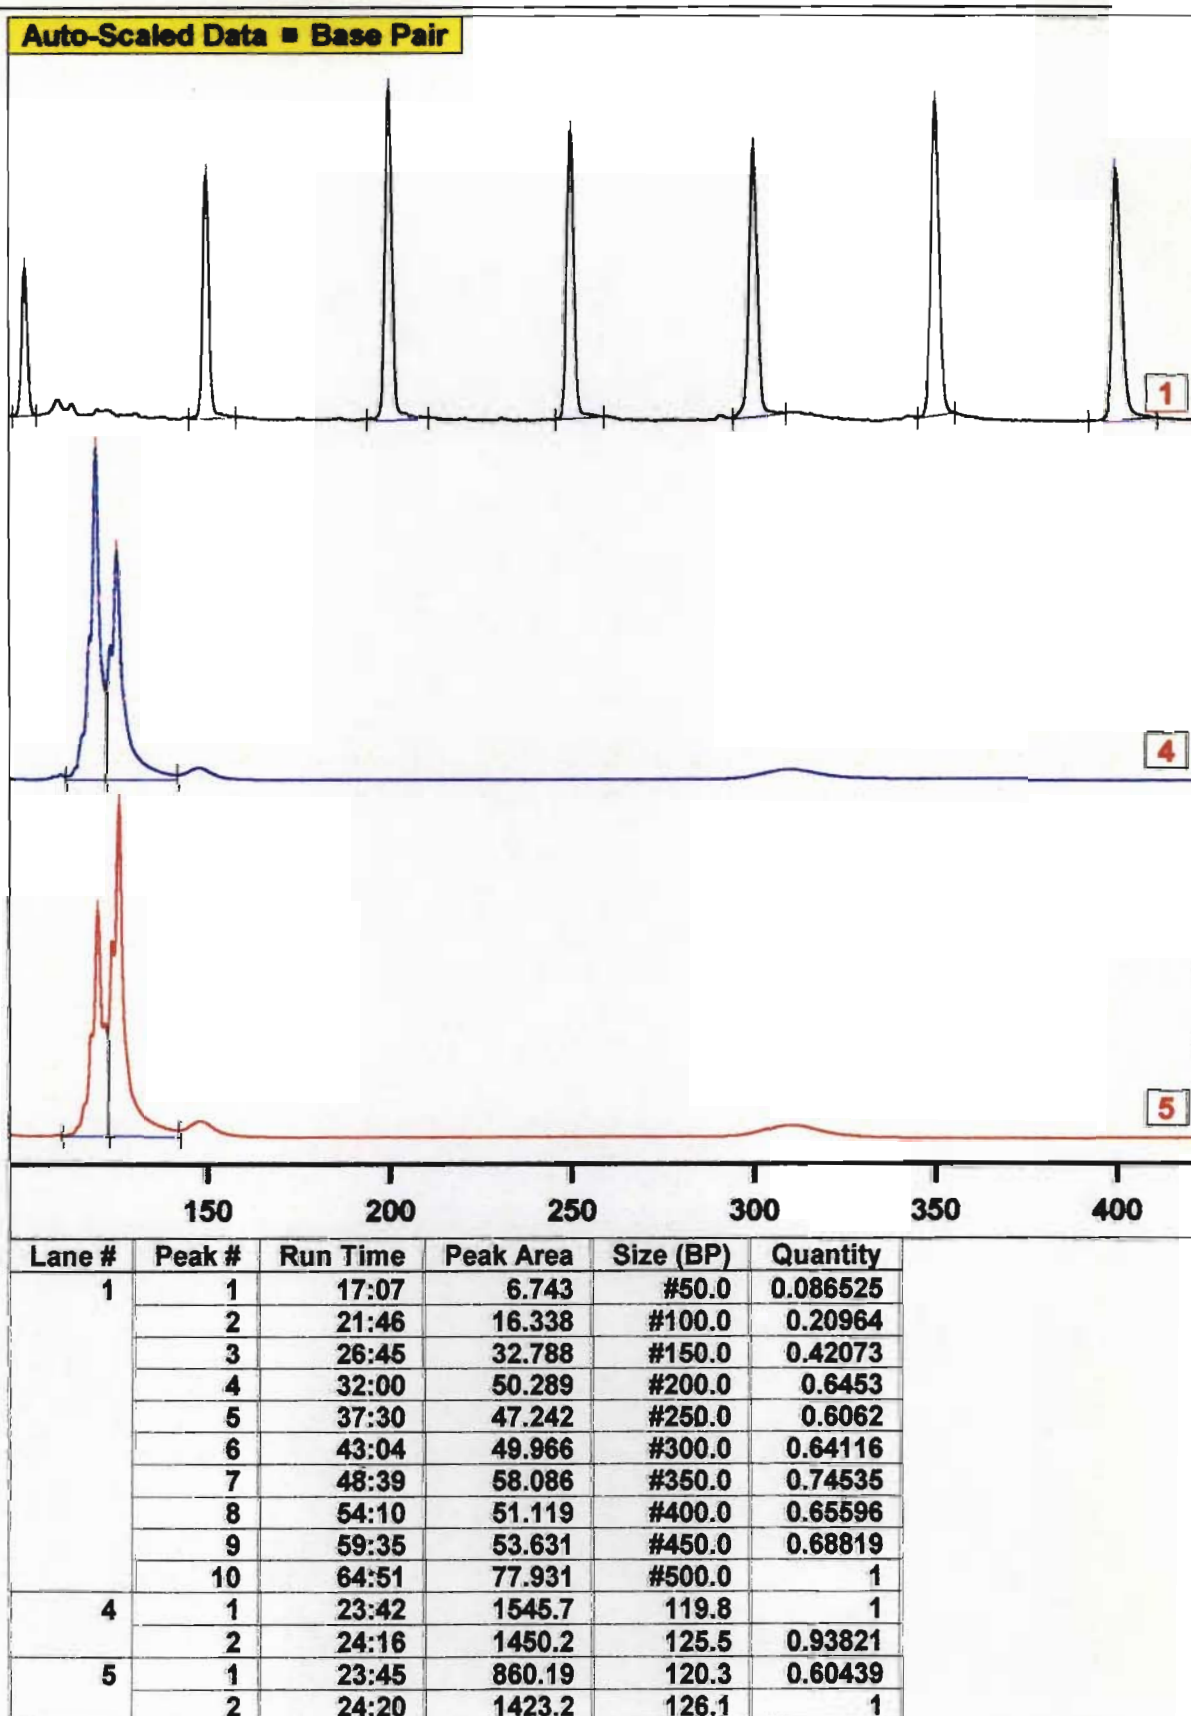 Auto-Scaled Data ■ Base Pair
1
4
5
150 200 250 300 350 400
Lane # Peak # Run Time Peak Area Size (BP) Quantity
1 1 17:07 6.743 #50.0 0.086525
2 21:46 16.338 #100.0 0.20964
3 26:45 32.788 #150.0 0.42073
4 32:00 50.289 #200.0 0.6453
5 37:30 47.242 #250.0 0.6062
6 43:04 49.966 #300.0 0.64116
7 48:39 58.086 #350.0 0.74535
8 54:10 51.119 #400.0 0.65596
9 59:35 53.631 #450.0 0.68819
10 64:51 77.931 #500.0 1
4 1 23:42 1545.7 119.8 1
2 24:16 1450.2 125.5 0.93821
5 1 23:45 860.19 120.3 0.60439
2 24:20 1423.2 126.1 1